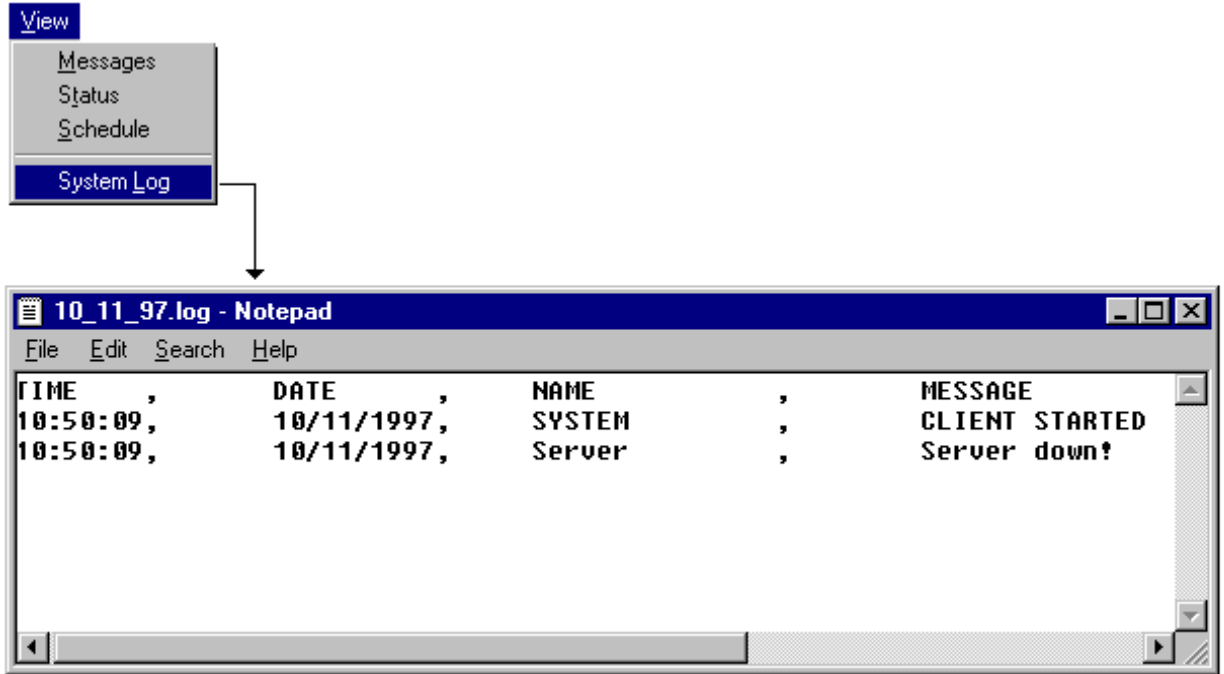 View
Messages
Status
Schedule
System Log
10_11_97.log - Notepad
File Edit Search Help
TIME , DATE , NAME , MESSAGE
10:50:09, 10/11/1997, SYSTEM , CLIENT STARTED
10:50:09, 10/11/1997, Server , Server down!